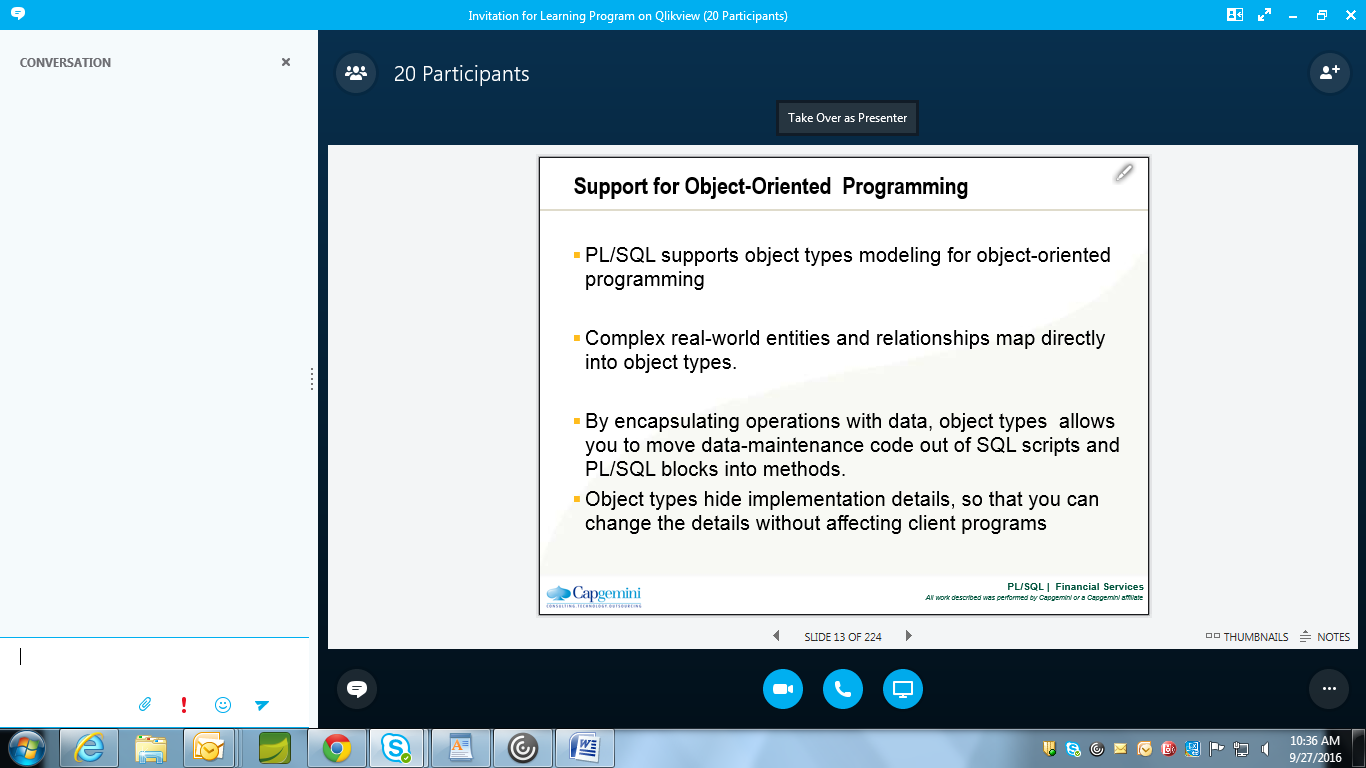 Invitation for Learning Program on Qlikview (20 Participants)
CONVERSATION
20 Participants
Take Over as Presenter
Support for Object-Oriented  Programming
PL/SQL supports object types modeling for object-oriented
programming
Complex real-world entities and relationships map directly
into object types.
By encapsulating operations with data, object types  allows
you to move data-maintenance code out of SQL scripts and
PL/SQL blocks into methods.
Object types hide implementation details, so that you can
change the details without affecting client programs
Capgemini
CONSULTING.TECHNOLOGY.OUTSOURCING
PL/SQL |  Financial Services
All work described was performed by Capgemini or a Capgemini affiliate
SLIDE 13 OF 224
THUMBNAILS
NOTES
10:36 AM
9/27/2016